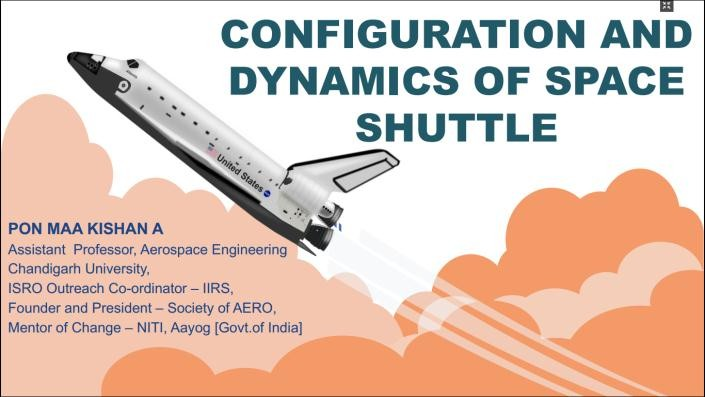 CONFIGURATION AND
DYNAMICS OF SPACE
SHUTTLE
United States
PON MAA KISHAN A
Assistant Professor, Aerospace Engineering
Chandigarh University,
ISRO Outreach Co-ordinator – IIRS,
Founder and President – Society of AERO,
Mentor of Change – NITI, Aayog [Govt.of India]